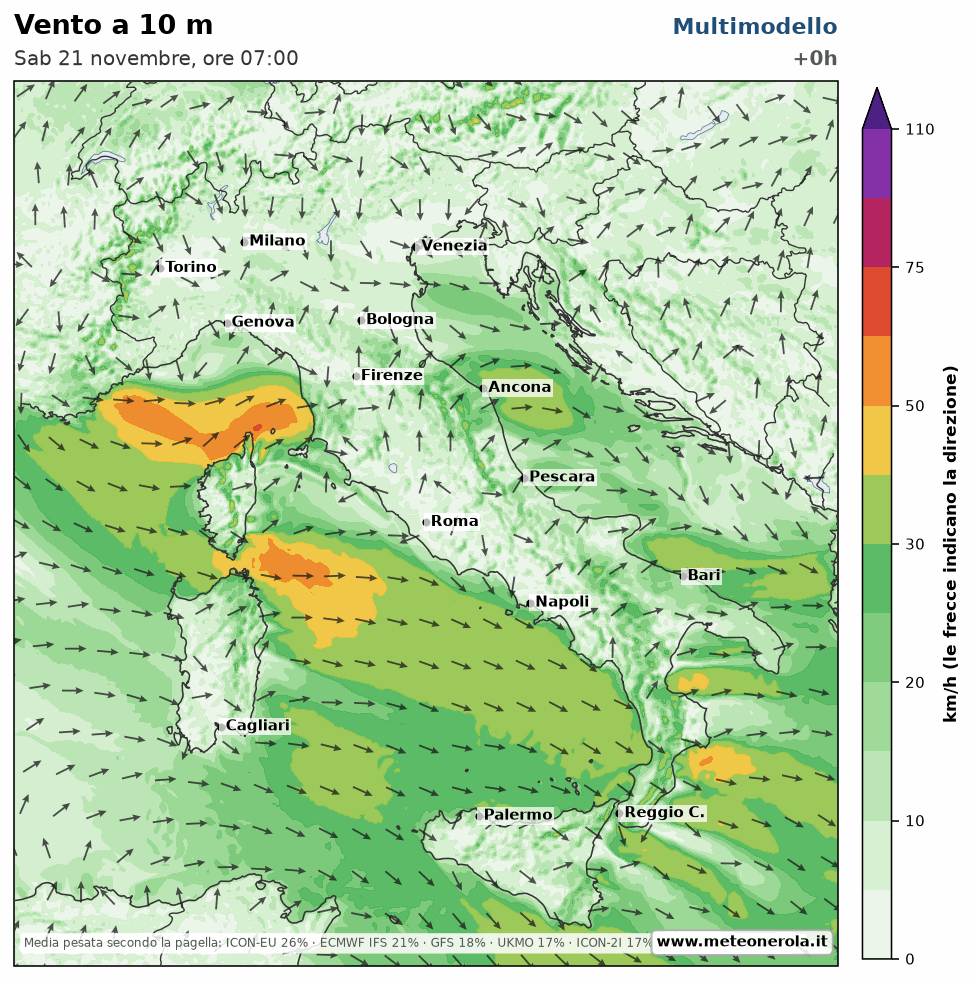 Vento a 10 m
Multimodello
Sab 21 novembre, ore 07:00
+0h
110
Milano
Venezia
Torino
75
Genova
Bologna
Firenze
Ancona
50
Pescara
Roma
30
Bari
Napoli
20
Cagliari
Palermo
Reggio C.
10
0
km/h (le frecce indicano la direzione)
Media pesata secondo la pagella: ICON-EU 26% · ECMWF IFS 21% · GFS 18% · UKMO 17% · ICON-2I 17%
www.meteonerola.it